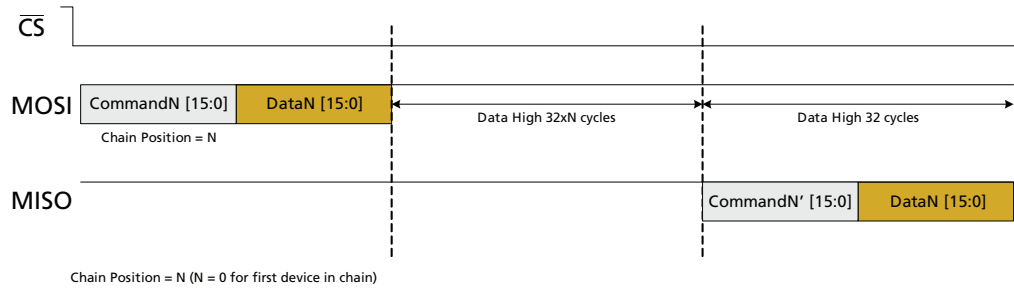 CS
MOSI
CommandN [15:0]
DataN [15:0]
Data High 32xN cycles
Data High 32 cycles
Chain Position = N
MISO
CommandN’ [15:0]
DataN [15:0]
Chain Position = N (N = 0 for first device in chain)